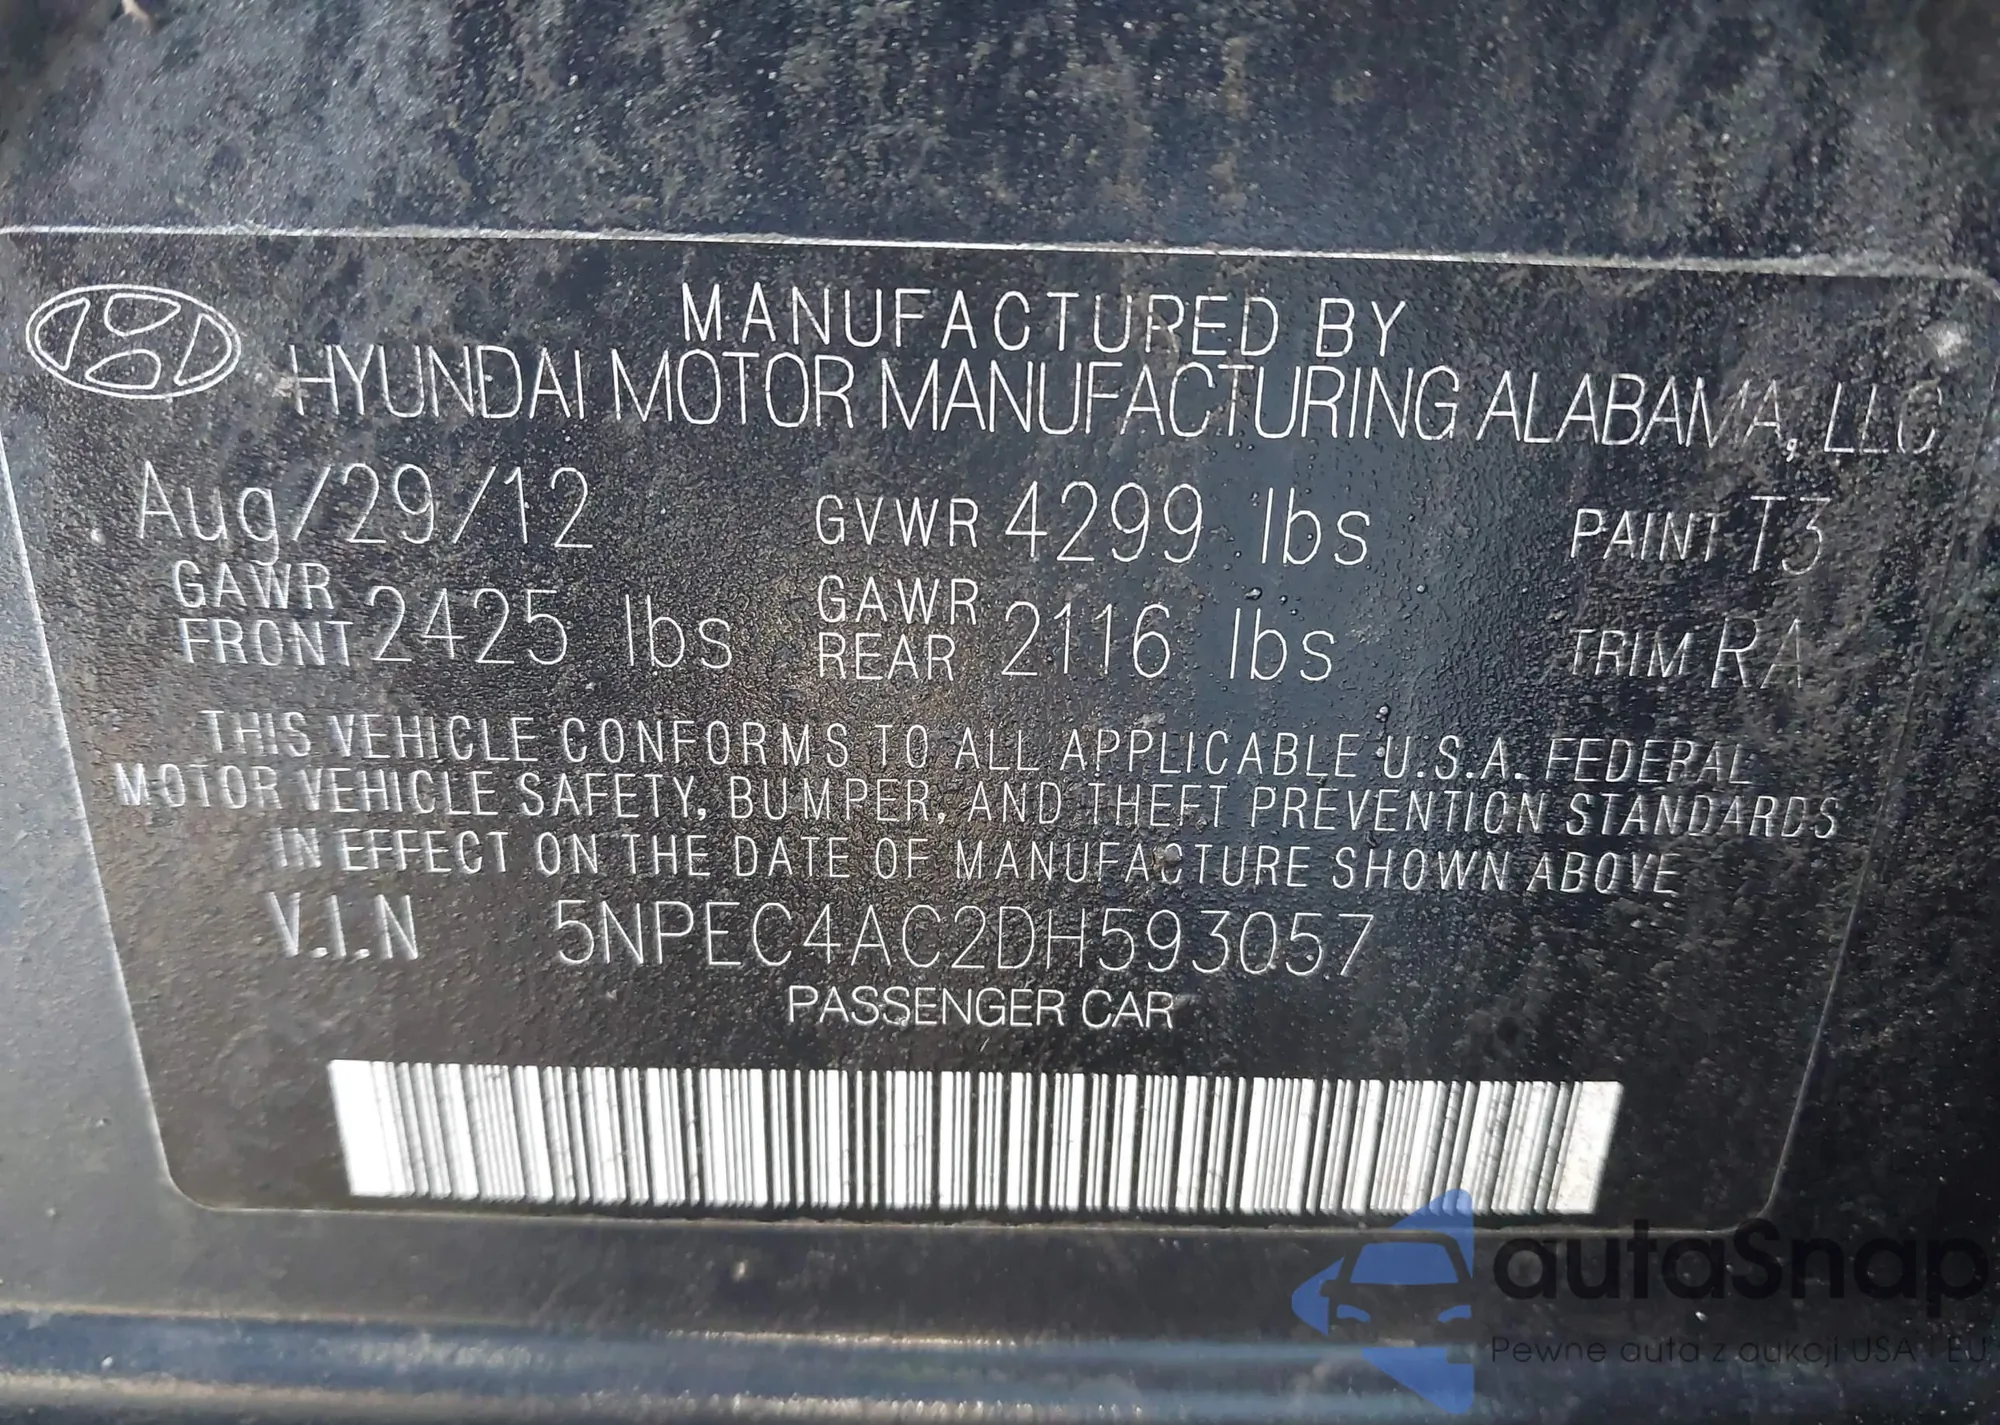 MANUFACTURED BY
HYUNDAI MOTOR MANUFACTURING ALABAMA, LLC
Aug/29/12 GVWR 4299 lbs PAINT T3
GAWR FRONT 2425 lbs GAWR REAR 2116 lbs TRIM RA
THIS VEHICLE CONFORMS TO ALL APPLICABLE U.S.A. FEDERAL
MOTOR VEHICLE SAFETY, BUMPER, AND THEFT PREVENTION STANDARDS
IN EFFECT ON THE DATE OF MANUFACTURE SHOWN ABOVE
V.I.N 5NPEC4AC2DH593057
PASSENGER CAR
autaSnap
Pewne auta z aukcji USA i EU